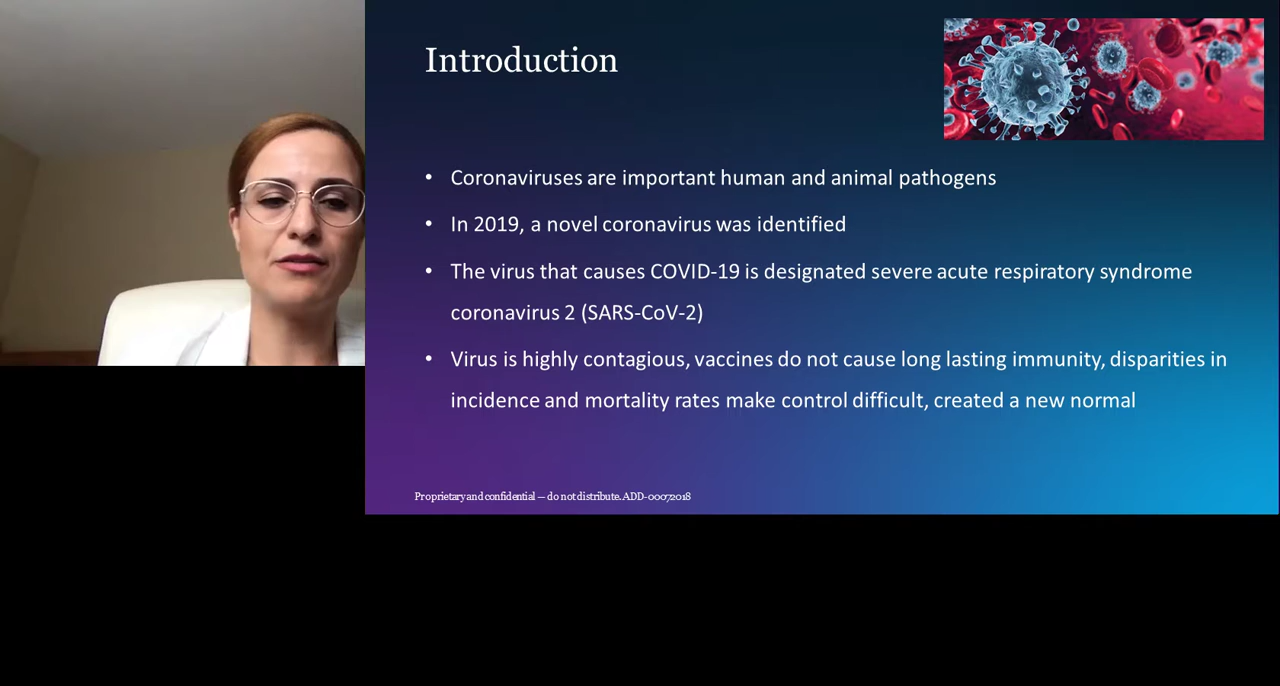 Introduction
• Coronaviruses are important human and animal pathogens
• In 2019, a novel coronavirus was identified
• The virus that causes COVID-19 is designated severe acute respiratory syndrome
coronavirus 2 (SARS-CoV-2)
• Virus is highly contagious, vaccines do not cause long lasting immunity, disparities in
incidence and mortality rates make control difficult, created a new normal
Proprietary and confidential — do not distribute. ADD-00072018